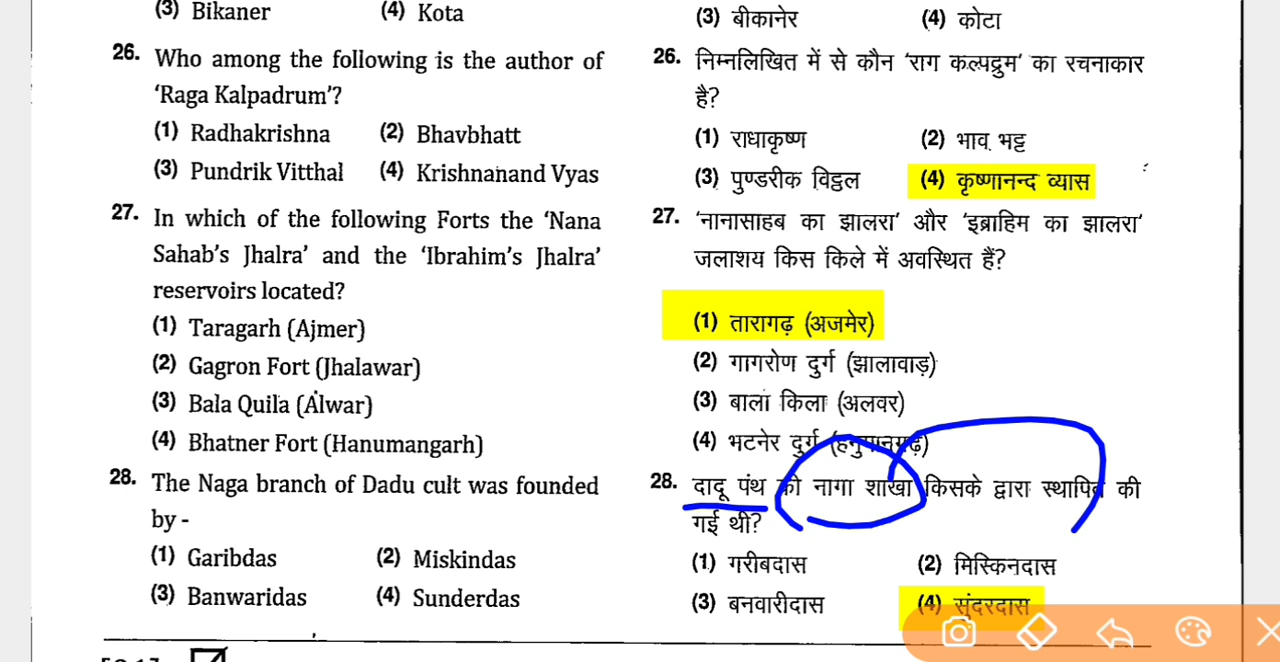 (3) Bikaner (4) Kota
26. Who among the following is the author of
'Raga Kalpadrum'?
(1) Radhakrishna (2) Bhavbhatt
(3) Pundrik Vitthal (4) Krishnanand Vyas
27. In which of the following Forts the 'Nana
Sahab's Jhalra' and the 'Ibrahim's Jhalra'
reservoirs located?
(1) Taragarh (Ajmer)
(2) Gagron Fort (Jhalawar)
(3) Bala Quila (Alwar)
(4) Bhatner Fort (Hanumangarh)
28. The Naga branch of Dadu cult was founded
by -
(1) Garibdas (2) Miskindas
(3) Banwaridas (4) Sunderdas
(3) बीकानेर (4) कोटा
26. निम्नलिखित में से कौन 'राग कल्पद्रुम' का रचनाकार
है?
(1) राधाकृष्ण (2) भाव भट्ट
(3) पुण्डरीक विट्ठल (4) कृष्णानन्द व्यास
27. 'नानासाहब का झालरा' और 'इब्राहिम का झालरा'
जलाशय किस किले में अवस्थित हैं?
(1) तारागढ़ (अजमेर)
(2) गागरोण दुर्ग (झालावाड़)
(3) बाला किला (अलवर)
(4) भटनेर दुर्ग (हनुमानगढ़)
28. दादू पंथ की नागा शाखा किसके द्वारा स्थापित की
गई थी?
(1) गरीबदास (2) मिस्किनदास
(3) बनवारीदास (4) सुंदरदास